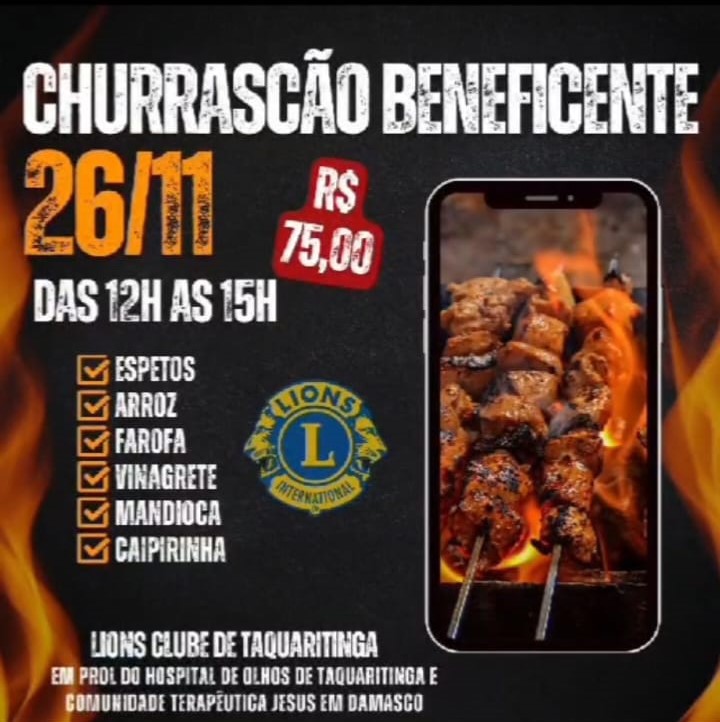 CHURRASCÃO BENEFICENTE
26/11
R$
75,00
DAS 12H AS 15H
ESPETOS
ARROZ
FAROFA
VINAGRETE
MANDIOCA
CAIPIRINHA
LIONS
L
INTERNATIONAL
LIONS CLUBE DE TAQUARITINGA
EM PROL DO HOSPITAL DE OLHOS DE TAQUARITINGA E
COMUNIDADE TERAPÊUTICA JESUS EM DAMASCO